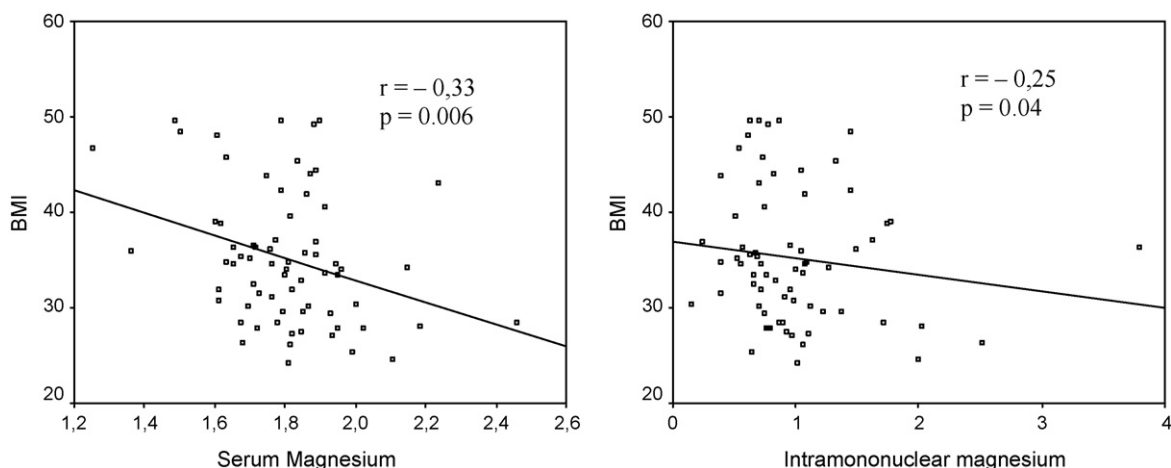 60
50
40
30
20
BMI
r = – 0,33
p = 0.006
1,2 1,4 1,6 1,8 2,0 2,2 2,4 2,6
Serum Magnesium
60
50
40
30
20
BMI
r = – 0,25
p = 0.04
0 1 2 3 4
Intramononuclear magnesium